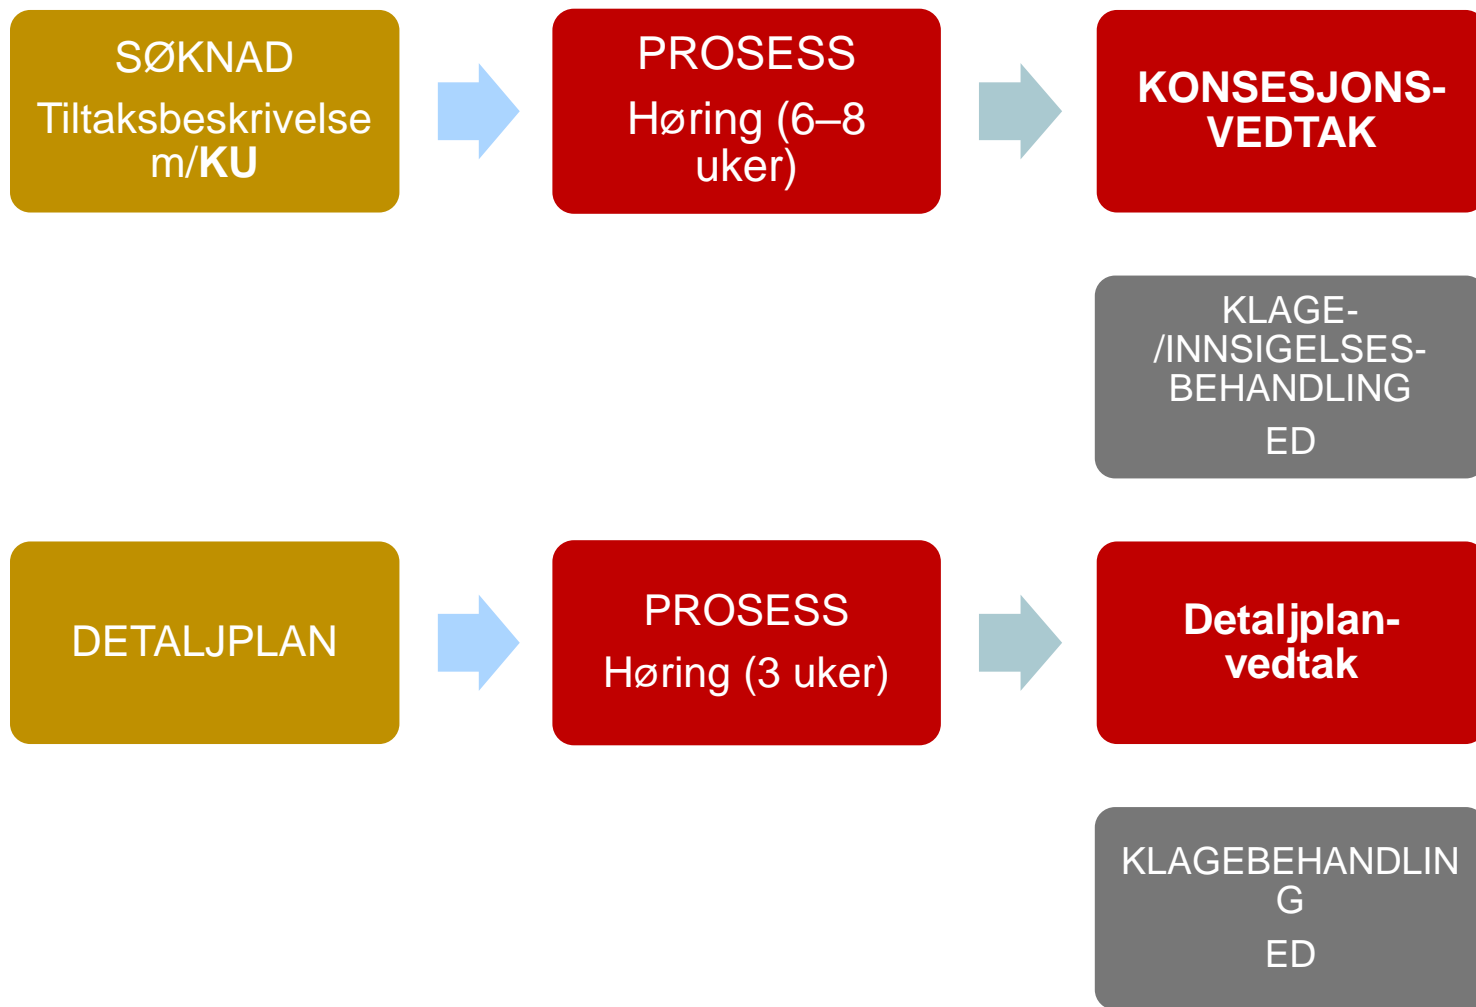 SØKNAD
Tiltaksbeskrivelse
m/KU
PROSESS
Høring (6–8
uker)
KONSESJONS-
VEDTAK
KLAGE-
/INNSIGELSES-
BEHANDLING
ED
DETALJPLAN
PROSESS
Høring (3 uker)
Detaljplan-
vedtak
KLAGEBEHANDLIN
G
ED